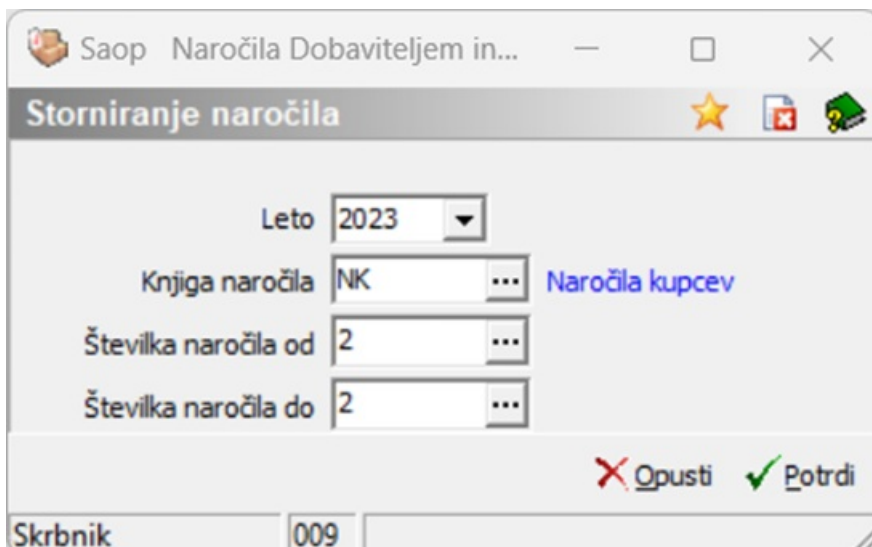 Saop Naročila Dobaviteljem in...
Storniranje naročila
Leto 2023
Knjiga naročila NK ... Naročila kupcev
Številka naročila od 2 ...
Številka naročila do 2 ...
Opusti Potrdi
Skrbnik 009